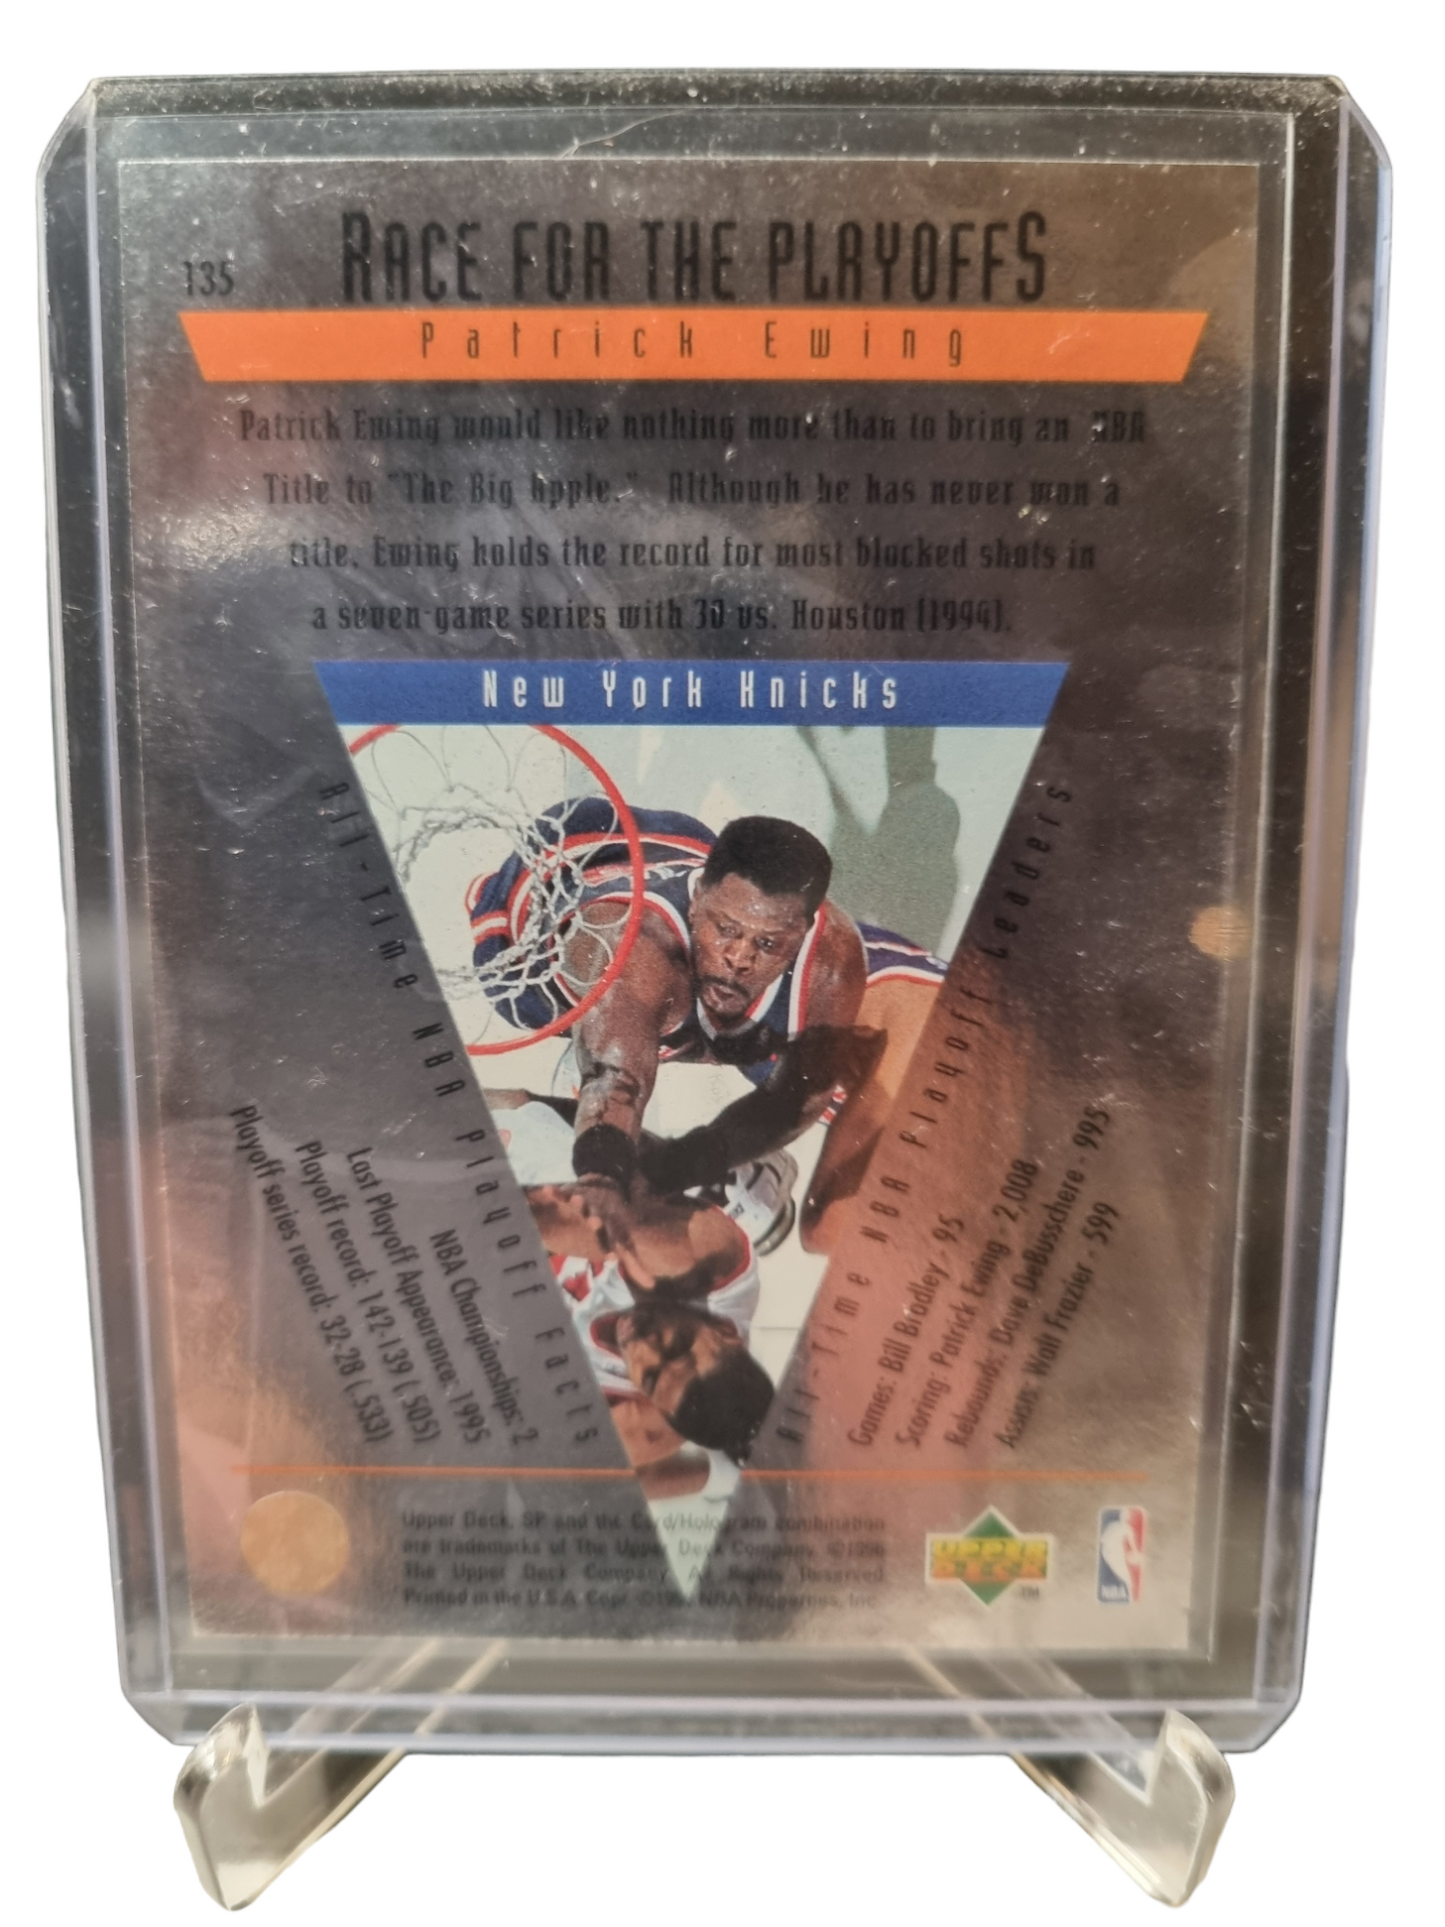 135
RACE FOR THE PLAYOFFS
Patrick Ewing
Patrick Ewing would like nothing more than to bring an NBA
Title to "The Big Apple." Although he has never won a
title, Ewing holds the record for most blocked shots in
a seven-game series with 30 vs. Houston (1994).
New York Knicks
All-Time NBA Playoff Facts
NBA Championships: 2
Last Playoff Appearance: 1995
Playoff record: 142-139 (.505)
Playoff series record: 32-28 (.533)
All-Time NBA Playoff Leaders
Games: Bill Bradley - 95
Scoring: Patrick Ewing - 2,008
Rebounds: Dave DeBusschere - 995
Assists: Walt Frazier - 599
Upper Deck, SP and the Card/Hologram combination
are trademarks of The Upper Deck Company. ©1996
The Upper Deck Company. All Rights Reserved.
Printed in the U.S.A. Copr. NBA Properties, Inc.
UPPER DECK
TM
NBA